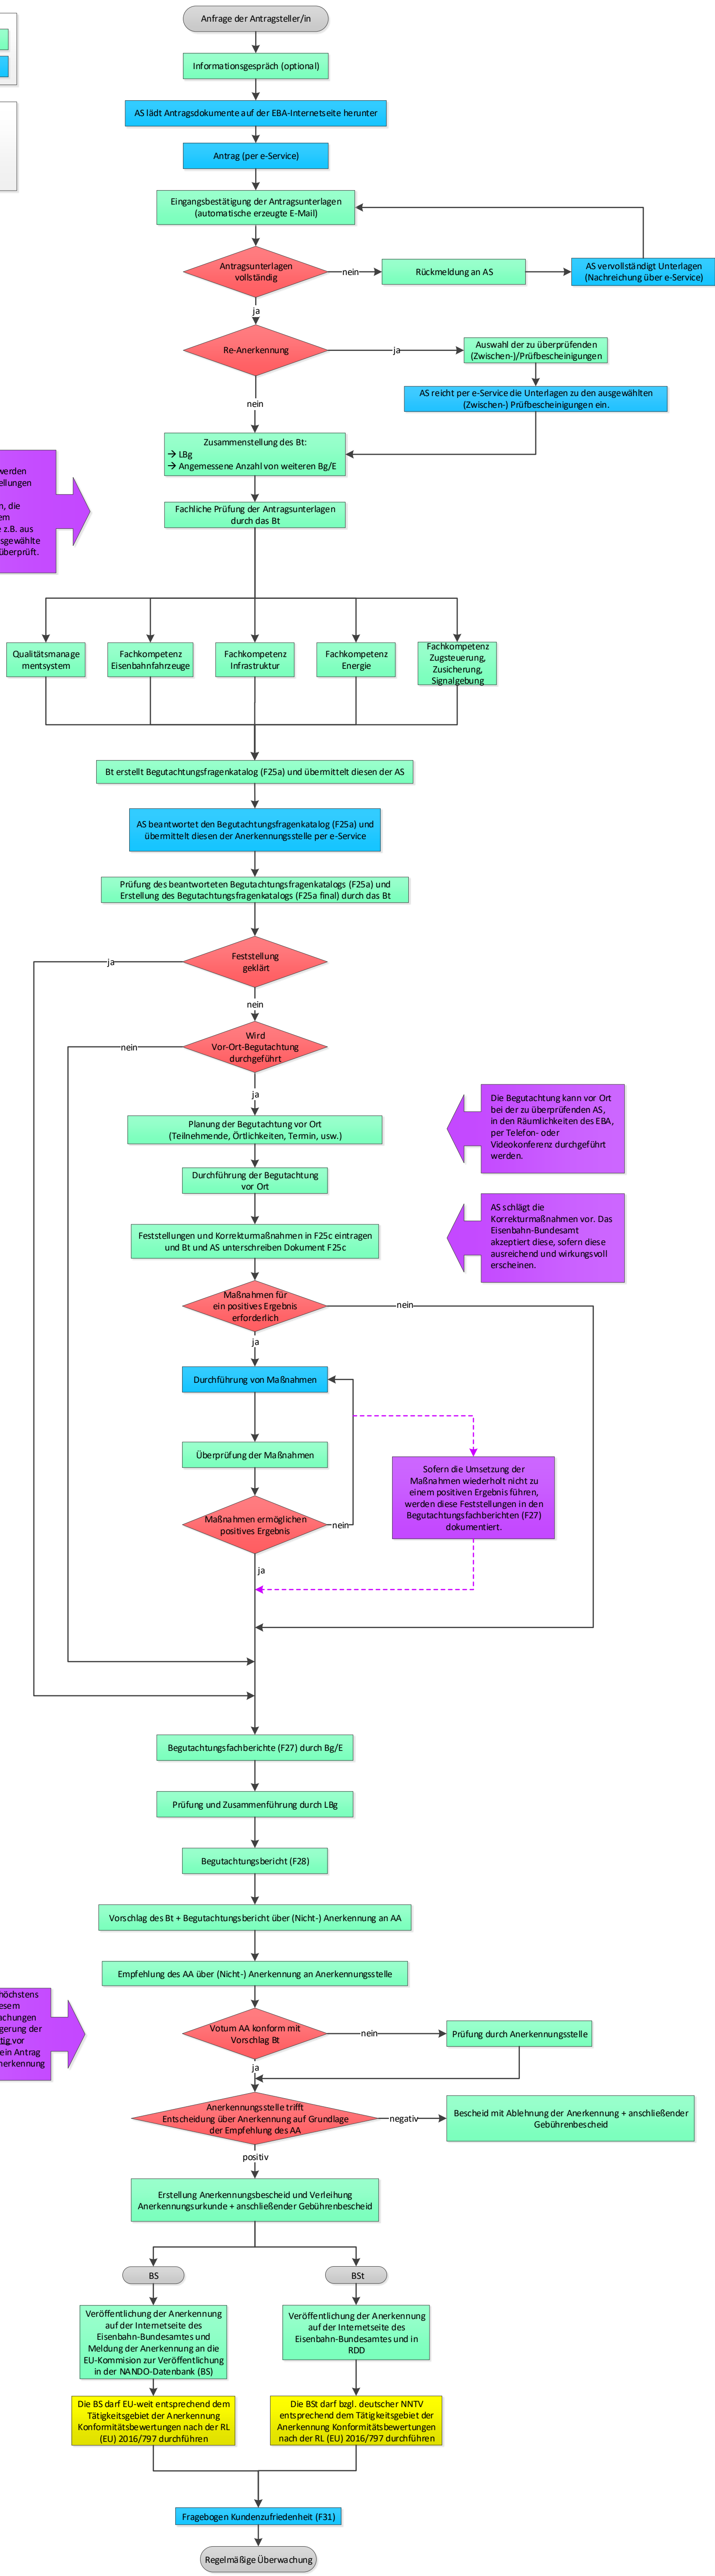 Anfrage der Antragsteller/in
Informationsgespräch (optional)
AS lädt Antragsdokumente auf der EBA-Internetseite herunter
Antrag (per e-Service)
Eingangsbestätigung der Antragsunterlagen
(automatische erzeugte E-Mail)
Antragsunterlagen
vollständig
nein
Rückmeldung an AS
AS vervollständigt Unterlagen
(Nachreichung über e-Service)
ja
Re-Anerkennung
ja
Auswahl der zu überprüfenden
(Zwischen-)/Prüfbescheinigungen
AS reicht per e-Service die Unterlagen zu den ausgewählten
(Zwischen-) Prüfbescheinigungen ein.
nein
Zusammenstellung des Bt:
→ LBg
→ Angemessene Anzahl von weiteren Bg/E
werden
ellungen
n, die
em
e z.B. aus
sgewählte
überprüft.
Fachliche Prüfung der Antragsunterlagen
durch das Bt
Qualitätsmanage
mentsystem
Fachkompetenz
Eisenbahnfahrzeuge
Fachkompetenz
Infrastruktur
Fachkompetenz
Energie
Fachkompetenz
Zugsteuerung,
Zusicherung,
Signalgebung
Bt erstellt Begutachtungsfragenkatalog (F25a) und übermittelt diesen der AS
AS beantwortet den Begutachtungsfragenkatalog (F25a) und
übermittelt diesen der Anerkennungsstelle per e-Service
Prüfung des beantworteten Begutachtungsfragenkatalogs (F25a) und
Erstellung des Begutachtungsfragenkatalogs (F25a final) durch das Bt
Feststellung
geklärt
ja
nein
Wird
Vor-Ort-Begutachtung
durchgeführt
nein
ja
Planung der Begutachtung vor Ort
(Teilnehmende, Örtlichkeiten, Termin, usw.)
Die Begutachtung kann vor Ort
bei der zu überprüfenden AS,
in den Räumlichkeiten des EBA,
per Telefon- oder
Videokonferenz durchgeführt
werden.
Durchführung der Begutachtung
vor Ort
Feststellungen und Korrekturmaßnahmen in F25c eintragen
und Bt und AS unterschreiben Dokument F25c
AS schlägt die
Korrekturmaßnahmen vor. Das
Eisenbahn-Bundesamt
akzeptiert diese, sofern diese
ausreichend und wirkungsvoll
erscheinen.
Maßnahmen für
ein positives Ergebnis
erforderlich
nein
ja
Durchführung von Maßnahmen
Überprüfung der Maßnahmen
Maßnahmen ermöglichen
positives Ergebnis
nein
Sofern die Umsetzung der
Maßnahmen wiederholt nicht zu
einem positiven Ergebnis führen,
werden diese Feststellungen in den
Begutachtungsfachberichten (F27)
dokumentiert.
ja
Begutachtungsfachberichte (F27) durch Bg/E
Prüfung und Zusammenführung durch LBg
Begutachtungsbericht (F28)
Vorschlag des Bt + Begutachtungsbericht über (Nicht-) Anerkennung an AA
Empfehlung des AA über (Nicht-) Anerkennung an Anerkennungsstelle
höchstens
esem
achungen
gerung der
tig vor
ein Antrag
nerkennung
Votum AA konform mit
Vorschlag Bt
nein
Prüfung durch Anerkennungsstelle
ja
Anerkennungsstelle trifft
Entscheidung über Anerkennung auf Grundlage
der Empfehlung des AA
negativ
Bescheid mit Ablehnung der Anerkennung + anschließender
Gebührenbescheid
positiv
Erstellung Anerkennungsbescheid und Verleihung
Anerkennungsurkunde + anschließender Gebührenbescheid
BS
BSt
Veröffentlichung der Anerkennung
auf der Internetseite des
Eisenbahn-Bundesamtes und
Meldung der Anerkennung an die
EU-Kommision zur Veröffentlichung
in der NANDO-Datenbank (BS)
Veröffentlichung der Anerkennung
auf der Internetseite des
Eisenbahn-Bundesamtes und in
RDD
Die BS darf EU-weit entsprechend dem
Tätigkeitsgebiet der Anerkennung
Konformitätsbewertungen nach der RL
(EU) 2016/797 durchführen
Die BSt darf bzgl. deutscher NNTV
entsprechend dem Tätigkeitsgebiet der
Anerkennung Konformitätsbewertungen
nach der RL (EU) 2016/797 durchführen
Fragebogen Kundenzufriedenheit (F31)
Regelmäßige Überwachung